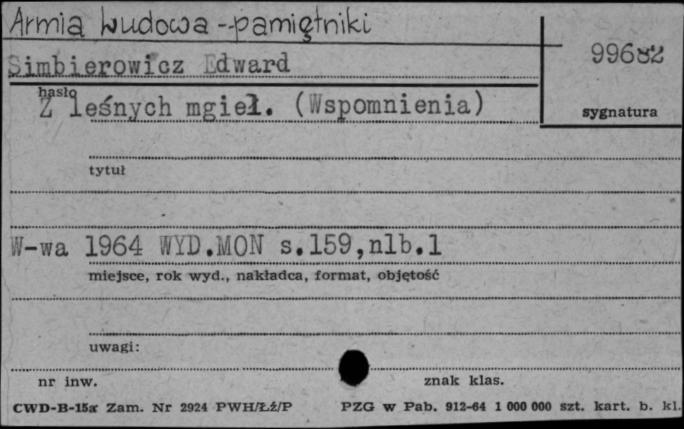 Armia Ludowa - pamiętniki
Simbierowicz Edward
99682
hasło
Z leśnych mgieł. (Wspomnienia)
sygnatura
tytuł
W-wa 1964 WYD.MON s.159,nlb.1
miejsce, rok wyd., nakładca, format, objętość
uwagi:
nr inw.
znak klas.
CWD-B-15a Zam. Nr 2924 PWH/Łż/P
PZG w Pab. 912-64 1 000 000 szt. kart. b. kl.